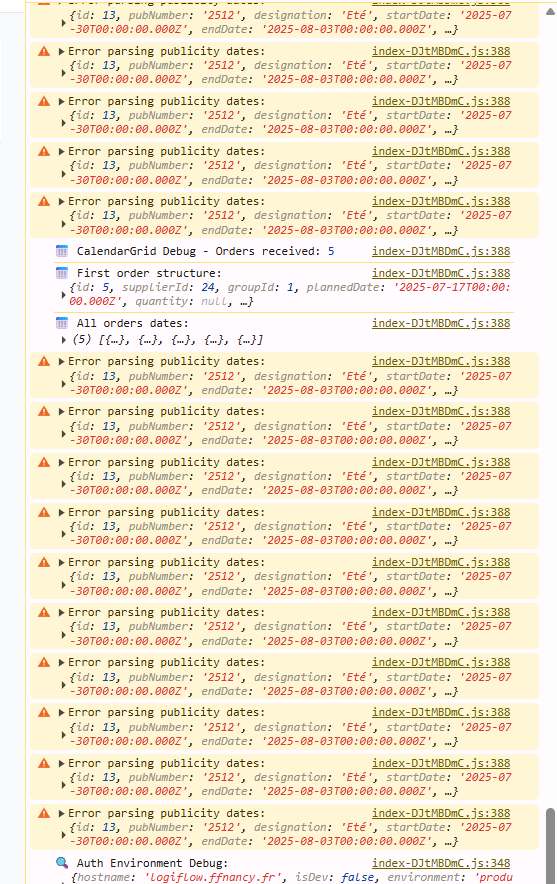 Error parsing publicity dates: index-DJtMBDmC.js:388
{id: 13, pubNumber: '2512', designation: 'Eté', startDate: '2025-07
-30T00:00:00.000Z', endDate: '2025-08-03T00:00:00.000Z', …}
Error parsing publicity dates: index-DJtMBDmC.js:388
{id: 13, pubNumber: '2512', designation: 'Eté', startDate: '2025-07
-30T00:00:00.000Z', endDate: '2025-08-03T00:00:00.000Z', …}
Error parsing publicity dates: index-DJtMBDmC.js:388
{id: 13, pubNumber: '2512', designation: 'Eté', startDate: '2025-07
-30T00:00:00.000Z', endDate: '2025-08-03T00:00:00.000Z', …}
Error parsing publicity dates: index-DJtMBDmC.js:388
{id: 13, pubNumber: '2512', designation: 'Eté', startDate: '2025-07
-30T00:00:00.000Z', endDate: '2025-08-03T00:00:00.000Z', …}
Error parsing publicity dates: index-DJtMBDmC.js:388
{id: 13, pubNumber: '2512', designation: 'Eté', startDate: '2025-07
-30T00:00:00.000Z', endDate: '2025-08-03T00:00:00.000Z', …}
CalendarGrid Debug - Orders received: 5 index-DJtMBDmC.js:388
First order structure: index-DJtMBDmC.js:388
{id: 5, supplierId: 24, groupId: 1, plannedDate: '2025-07-17T00:00:
00.000Z', quantity: null, …}
All orders dates: index-DJtMBDmC.js:388
(5) [{…}, {…}, {…}, {…}, {…}]
Error parsing publicity dates: index-DJtMBDmC.js:388
{id: 13, pubNumber: '2512', designation: 'Eté', startDate: '2025-07
-30T00:00:00.000Z', endDate: '2025-08-03T00:00:00.000Z', …}
Error parsing publicity dates: index-DJtMBDmC.js:388
{id: 13, pubNumber: '2512', designation: 'Eté', startDate: '2025-07
-30T00:00:00.000Z', endDate: '2025-08-03T00:00:00.000Z', …}
Error parsing publicity dates: index-DJtMBDmC.js:388
{id: 13, pubNumber: '2512', designation: 'Eté', startDate: '2025-07
-30T00:00:00.000Z', endDate: '2025-08-03T00:00:00.000Z', …}
Error parsing publicity dates: index-DJtMBDmC.js:388
{id: 13, pubNumber: '2512', designation: 'Eté', startDate: '2025-07
-30T00:00:00.000Z', endDate: '2025-08-03T00:00:00.000Z', …}
Error parsing publicity dates: index-DJtMBDmC.js:388
{id: 13, pubNumber: '2512', designation: 'Eté', startDate: '2025-07
-30T00:00:00.000Z', endDate: '2025-08-03T00:00:00.000Z', …}
Error parsing publicity dates: index-DJtMBDmC.js:388
{id: 13, pubNumber: '2512', designation: 'Eté', startDate: '2025-07
-30T00:00:00.000Z', endDate: '2025-08-03T00:00:00.000Z', …}
Error parsing publicity dates: index-DJtMBDmC.js:388
{id: 13, pubNumber: '2512', designation: 'Eté', startDate: '2025-07
-30T00:00:00.000Z', endDate: '2025-08-03T00:00:00.000Z', …}
Error parsing publicity dates: index-DJtMBDmC.js:388
{id: 13, pubNumber: '2512', designation: 'Eté', startDate: '2025-07
-30T00:00:00.000Z', endDate: '2025-08-03T00:00:00.000Z', …}
Error parsing publicity dates: index-DJtMBDmC.js:388
{id: 13, pubNumber: '2512', designation: 'Eté', startDate: '2025-07
-30T00:00:00.000Z', endDate: '2025-08-03T00:00:00.000Z', …}
Error parsing publicity dates: index-DJtMBDmC.js:388
{id: 13, pubNumber: '2512', designation: 'Eté', startDate: '2025-07
-30T00:00:00.000Z', endDate: '2025-08-03T00:00:00.000Z', …}
Auth Environment Debug: index-DJtMBDmC.js:348
{hostname: 'logiflow.ffnancy.fr', isDev: false, environment: 'produ